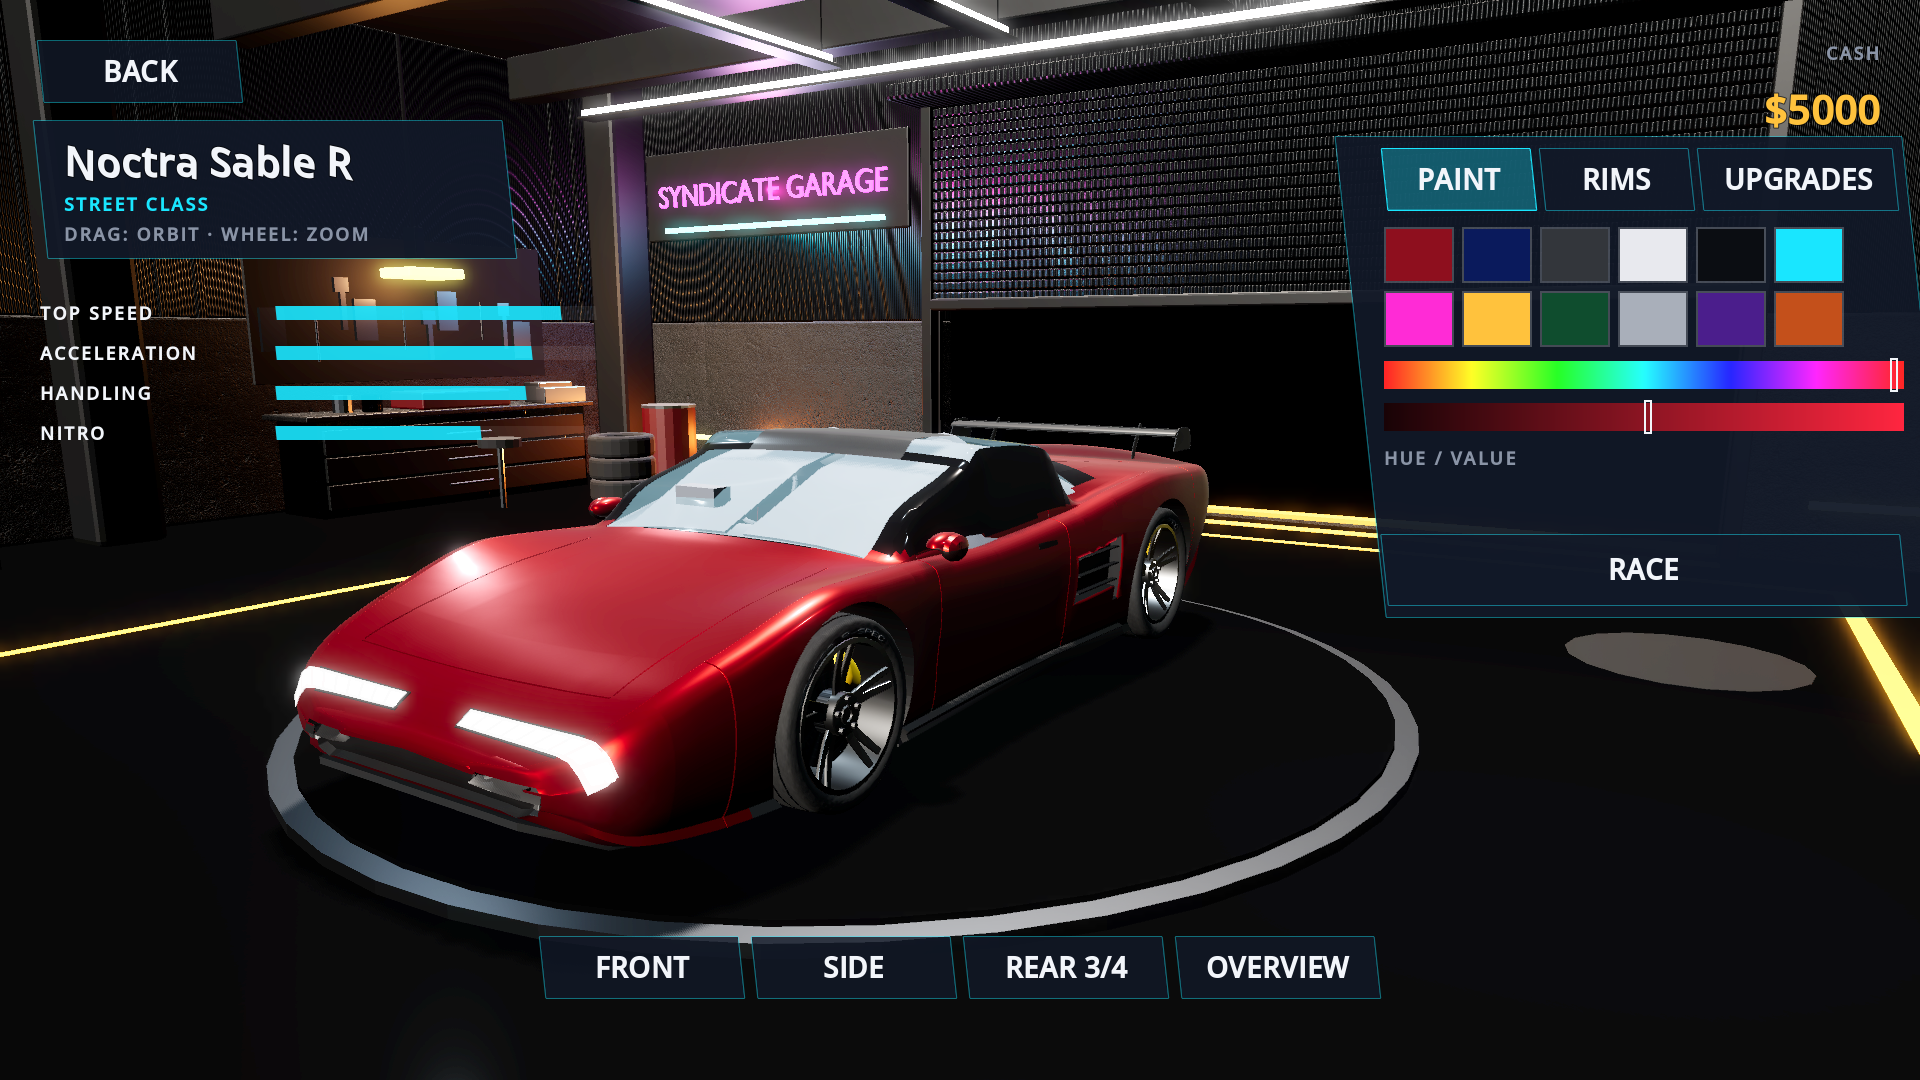 BACK
CASH
$5000
Noctra Sable R
STREET CLASS
DRAG: ORBIT · WHEEL: ZOOM
PAINT
RIMS
UPGRADES
SYNDICATE GARAGE
TOP SPEED
ACCELERATION
HANDLING
NITRO
HUE / VALUE
RACE
FRONT
SIDE
REAR 3/4
OVERVIEW